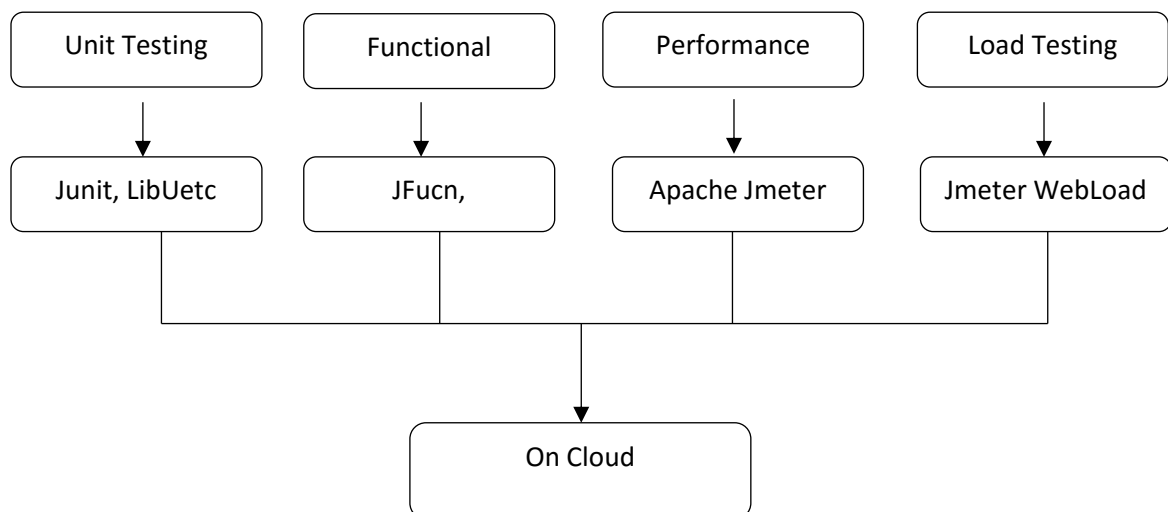 Unit Testing
Functional
Performance
Load Testing
Junit, LibUetc
JFucn,
Apache Jmeter
Jmeter WebLoad
On Cloud